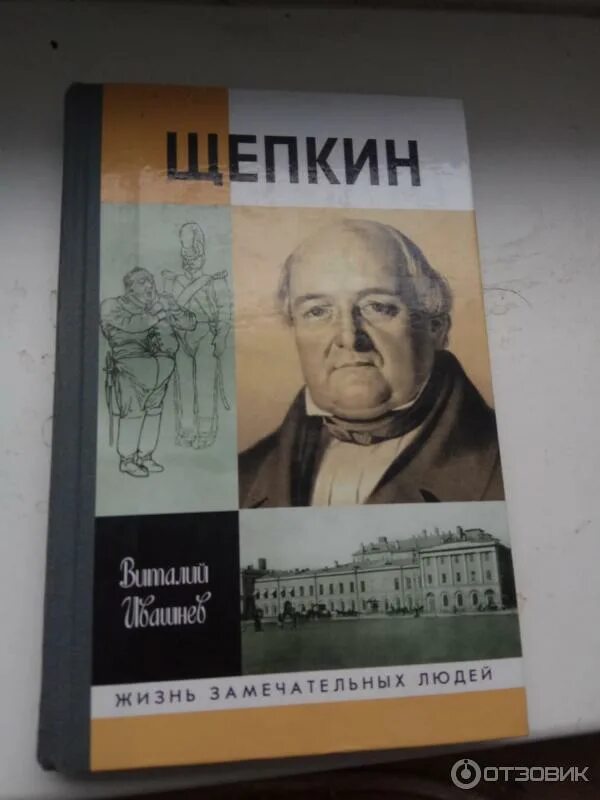 ЩЕПКИН
Виталий
Ивашнев
ЖИЗНЬ ЗАМЕЧАТЕЛЬНЫХ ЛЮДЕЙ
ОТЗОВИК